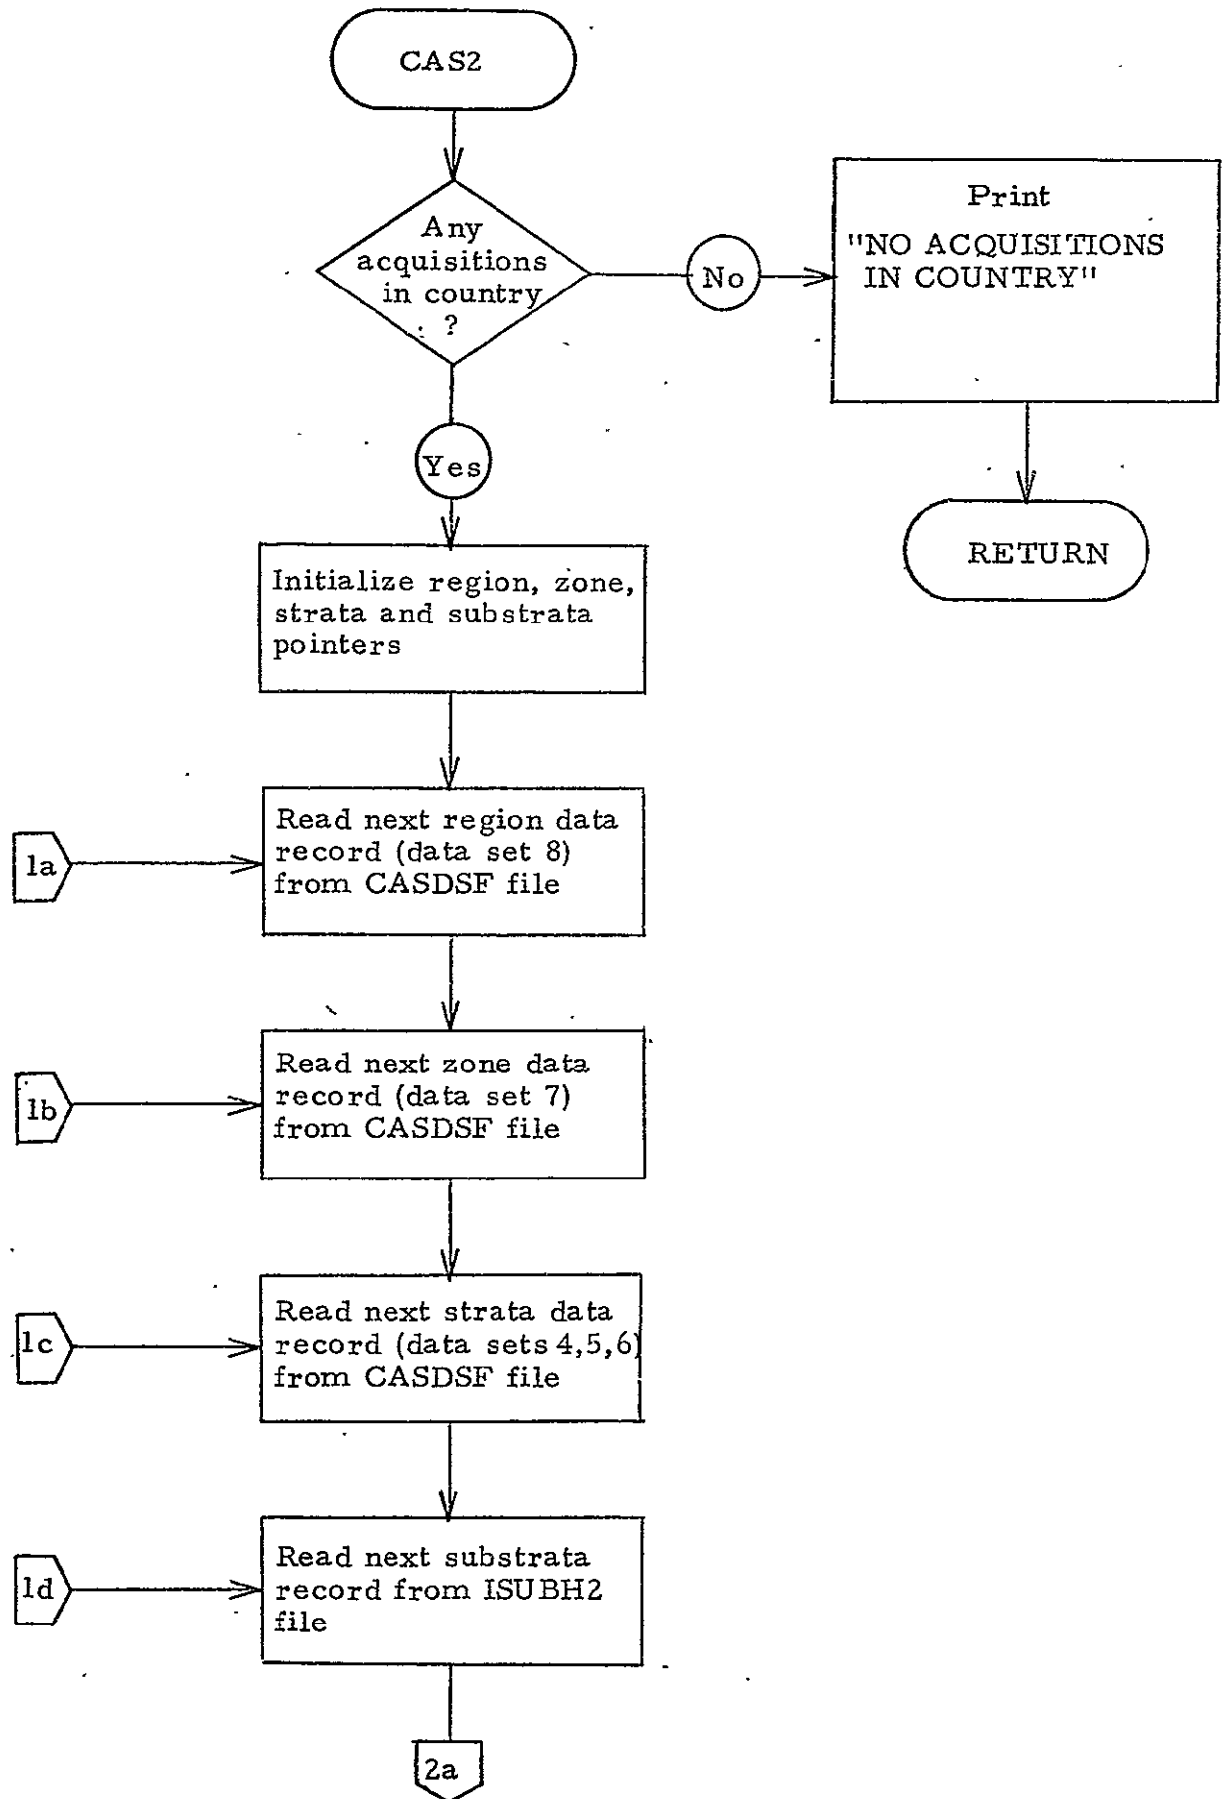 CAS2
Any
acquisitions
in country
?
No
Print
"NO ACQUISITIONS
IN COUNTRY"
RETURN
Yes
Initialize region, zone,
strata and substrata
pointers
1a
Read next region data
record (data set 8)
from CASDSF file
1b
Read next zone data
record (data set 7)
from CASDSF file
1c
Read next strata data
record (data sets 4,5,6)
from CASDSF file
1d
Read next substrata
record from ISUBH2
file
2a